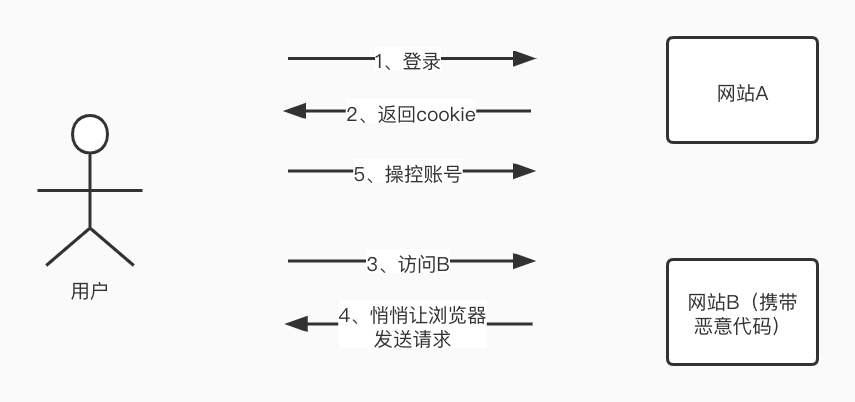 1、登录
网站A
2、返回cookie
5、操控账号
3、访问B
用户
网站B（携带
恶意代码）
4、悄悄让浏览器
发送请求